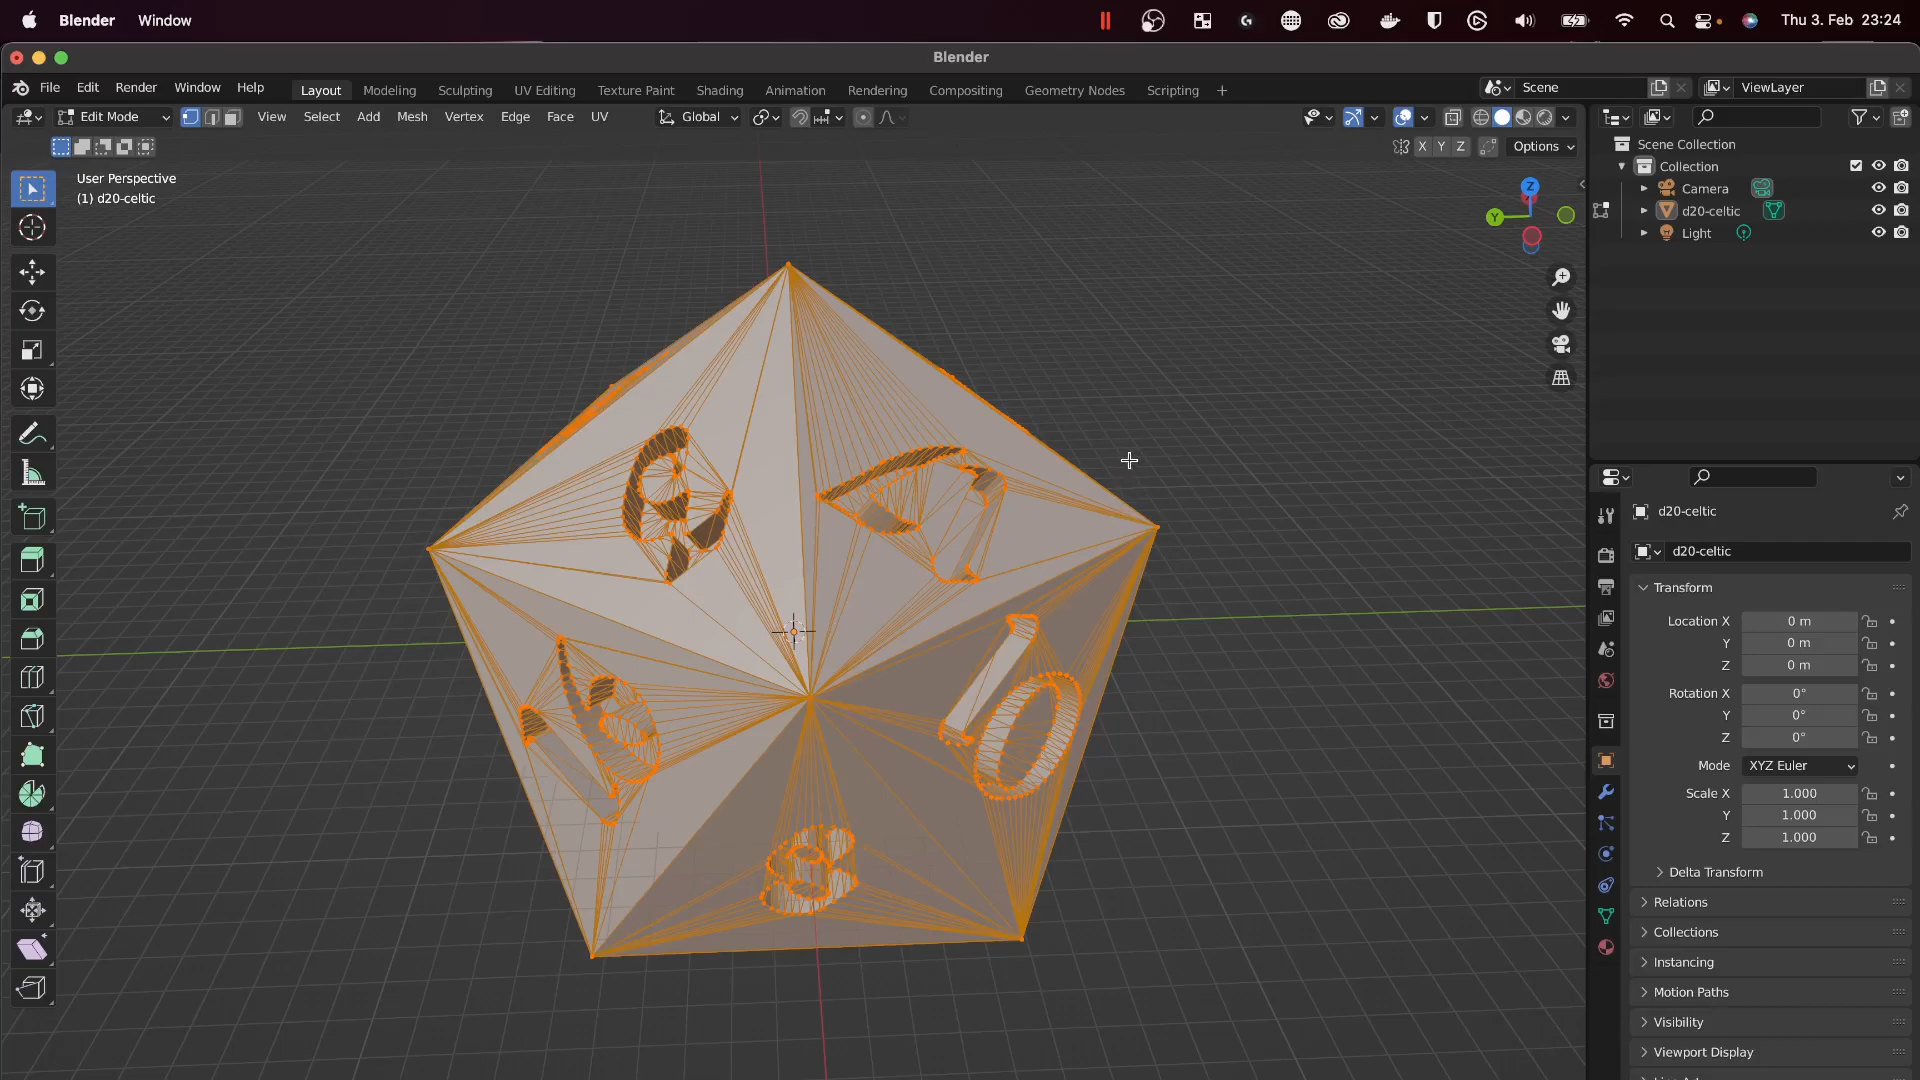 Blender Window Thu 3. Feb 23:24
Blender
File Edit Render Window Help Layout Modeling Sculpting UV Editing Texture Paint Shading Animation Rendering Compositing Geometry Nodes Scripting + Scene ViewLayer
Edit Mode View Select Add Mesh Vertex Edge Face UV Global
X Y Z Options
Scene Collection
Collection
Camera
d20-celtic
Light
User Perspective
(1) d20-celtic
Z
Y
10
8
d20-celtic
d20-celtic
Transform
Location X 0 m
Y 0 m
Z 0 m
Rotation X 0°
Y 0°
Z 0°
Mode XYZ Euler
Scale X 1.000
Y 1.000
Z 1.000
Delta Transform
Relations
Collections
Instancing
Motion Paths
Visibility
Viewport Display